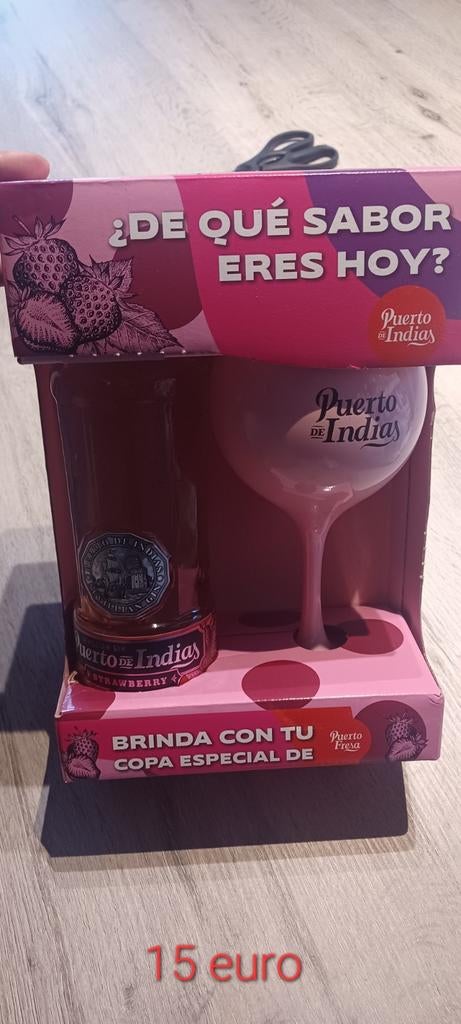 ¿DE QUÉ SABOR
ERES HOY?
Puerto
DE Indias
Puerto
DE Indias
Puerto DE Indias
STRAWBERRY
BRINDA CON TU
COPA ESPECIAL DE
Puerto
Fresa
15 euro